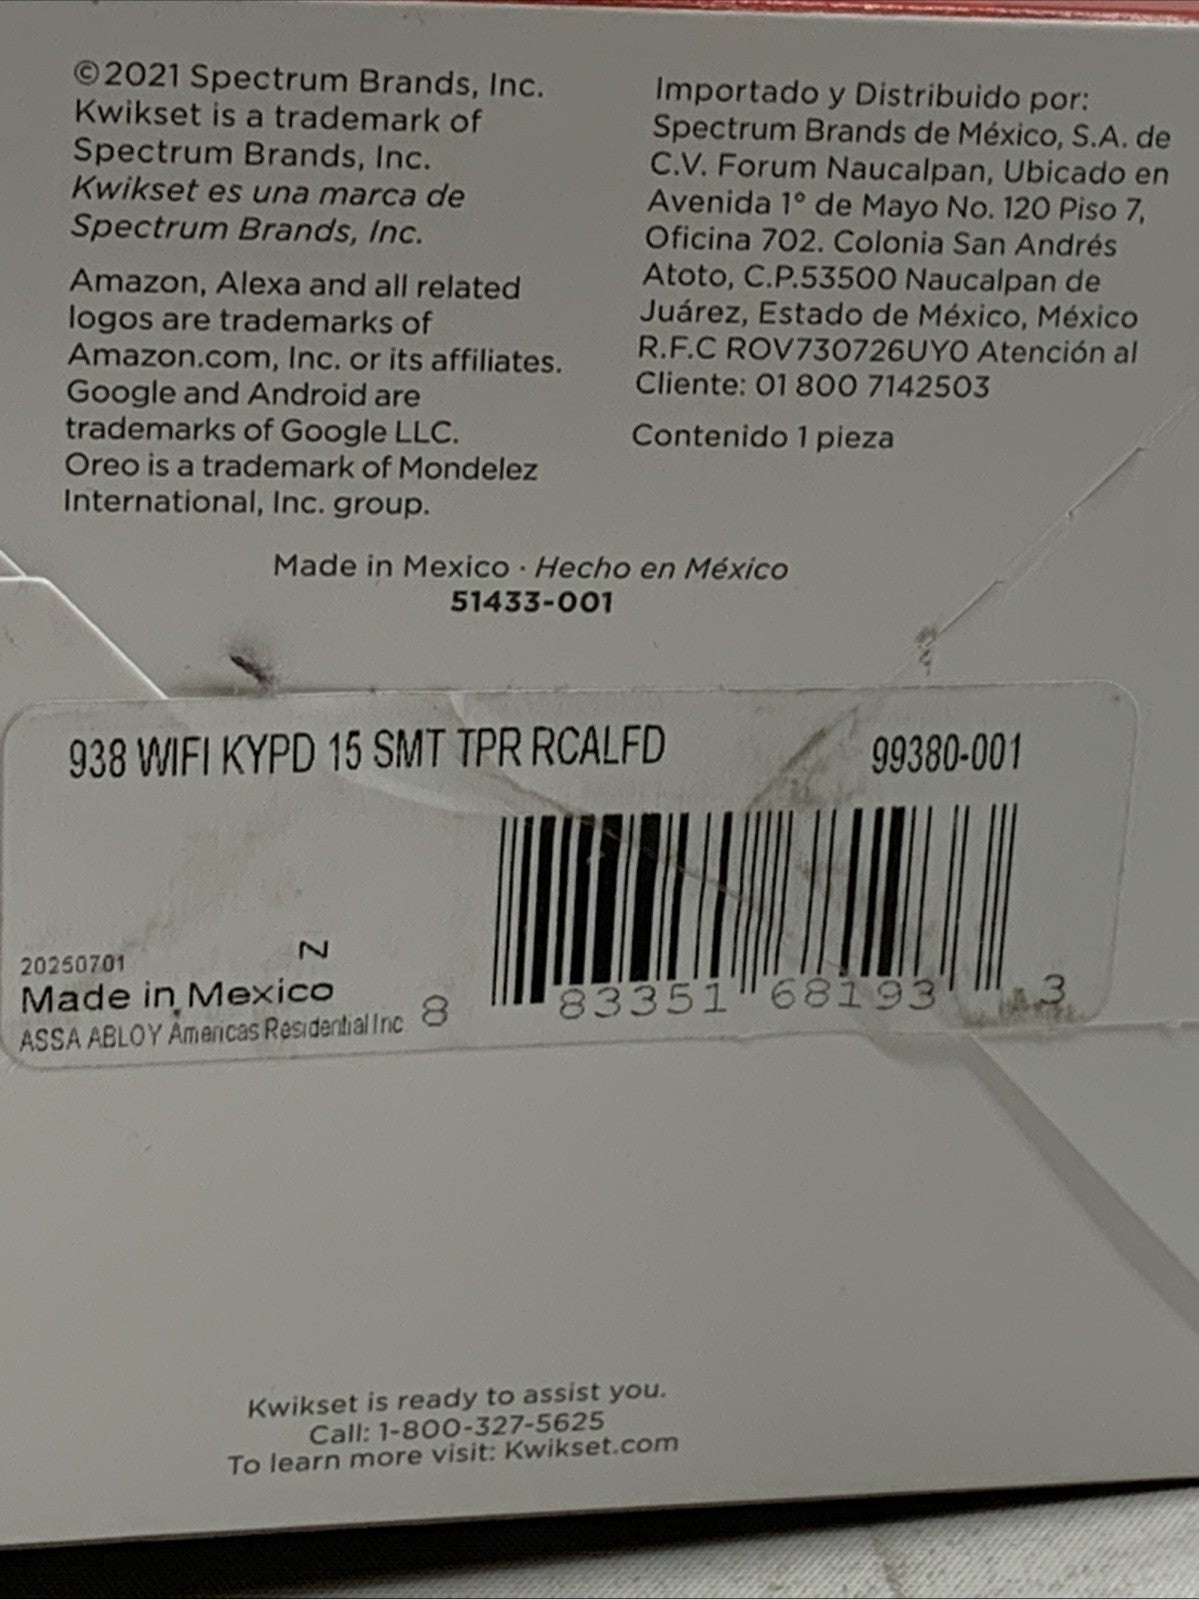 ©2021 Spectrum Brands, Inc.
Kwikset is a trademark of
Spectrum Brands, Inc.
Kwikset es una marca de
Spectrum Brands, Inc.
Amazon, Alexa and all related
logos are trademarks of
Amazon.com, Inc. or its affiliates.
Google and Android are
trademarks of Google LLC.
Oreo is a trademark of Mondelez
International, Inc. group.
Importado y Distribuido por:
Spectrum Brands de México, S.A. de
C.V. Forum Naucalpan, Ubicado en
Avenida 1° de Mayo No. 120 Piso 7,
Oficina 702. Colonia San Andrés
Atoto, C.P.53500 Naucalpan de
Juárez, Estado de México, México
R.F.C ROV730726UY0 Atención al
Cliente: 01 800 7142503
Contenido 1 pieza
Made in Mexico · Hecho en México
51433-001
938 WIFI KYPD 15 SMT TPR RCALFD
99380-001
20250701
N
Made in Mexico
ASSA ABLOY Americas Residential Inc
8 83351 68193 3
Kwikset is ready to assist you.
Call: 1-800-327-5625
To learn more visit: Kwikset.com